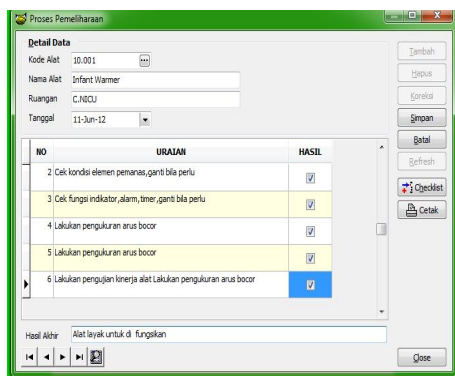 Proses Pemeliharaan
Detail Data
Kode Alat 10.001
Nama Alat Infant Warmer
Ruangan C.NICU
Tanggal 11-Jun-12
NO URAIAN HASIL
2 Cek kondisi elemen pemanas,ganti bila perlu
3 Cek fungsi indikator,alarm,timer,ganti bila perlu
4 Lakukan pengukuran arus bocor
5 Lakukan pengukuran arus bocor
6 Lakukan pengujian kinerja alat Lakukan pengukuran arus bocor
Hasil Akhir Alat layak untuk di fungsikan
Tambah
Hapus
Koreksi
Simpan
Batal
Refresh
Checklist
Cetak
Close